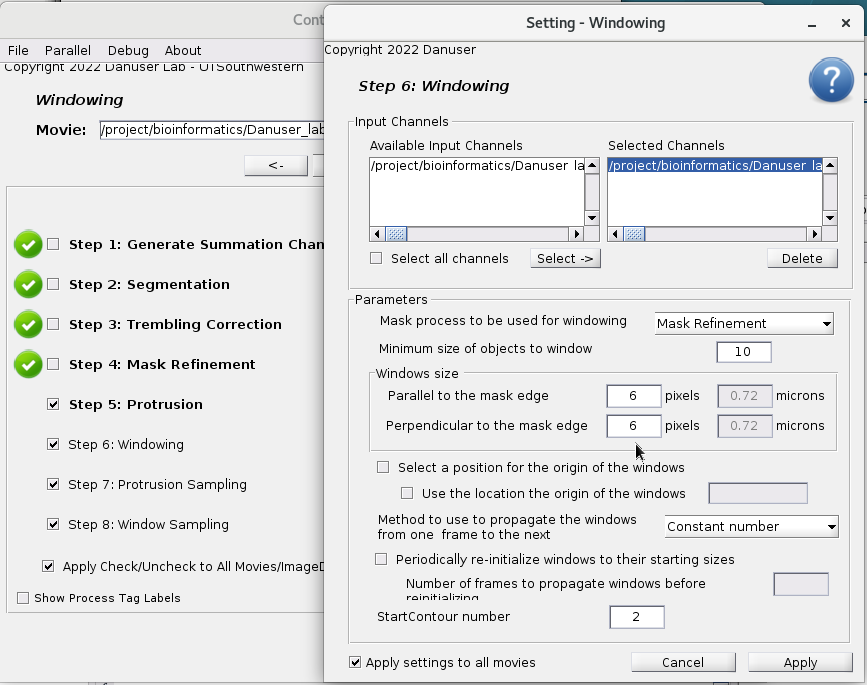 Cont
File Parallel Debug About
Copyright 2022 Danuser Lab - UTSouthwestern
Windowing
Movie: /project/bioinformatics/Danuser_lab
<-
Step 1: Generate Summation Chan
Step 2: Segmentation
Step 3: Trembling Correction
Step 4: Mask Refinement
Step 5: Protrusion
Step 6: Windowing
Step 7: Protrusion Sampling
Step 8: Window Sampling
Apply Check/Uncheck to All Movies/ImageD
Show Process Tag Labels
Setting - Windowing
Copyright 2022 Danuser
Step 6: Windowing
?
Input Channels
Available Input Channels
/project/bioinformatics/Danuser_la
Selected Channels
/project/bioinformatics/Danuser_la
Select all channels
Select ->
Delete
Parameters
Mask process to be used for windowing Mask Refinement
Minimum size of objects to window 10
Windows size
Parallel to the mask edge 6 pixels 0.72 microns
Perpendicular to the mask edge 6 pixels 0.72 microns
Select a position for the origin of the windows
Use the location the origin of the windows
Method to use to propagate the windows
from one frame to the next
Constant number
Periodically re-initialize windows to their starting sizes
Number of frames to propagate windows before
reinitializing
StartContour number 2
Apply settings to all movies
Cancel
Apply